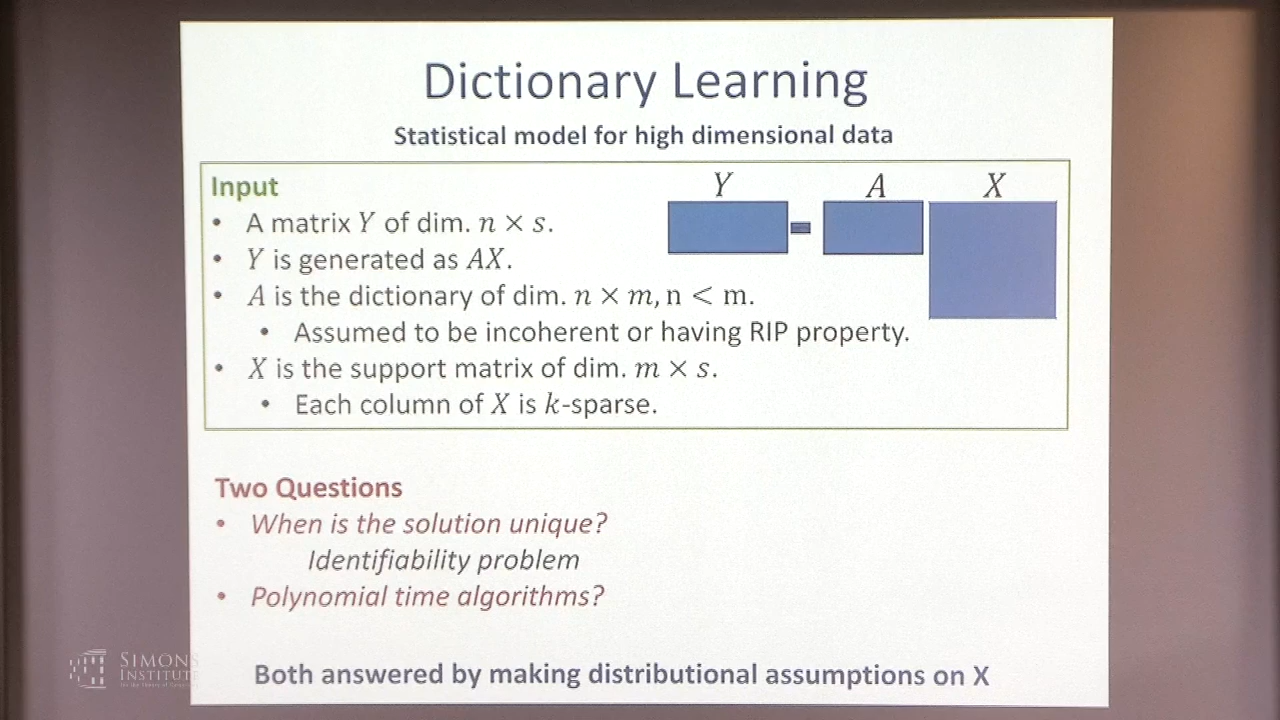 Dictionary Learning
Statistical model for high dimensional data
Input
• A matrix Y of dim. n × s.
• Y is generated as AX.
• A is the dictionary of dim. n × m, n < m.
• Assumed to be incoherent or having RIP property.
• X is the support matrix of dim. m × s.
• Each column of X is k-sparse.
Y = A X
Two Questions
• When is the solution unique?
Identifiability problem
• Polynomial time algorithms?
Both answered by making distributional assumptions on X
SIMONS
INSTITUTE